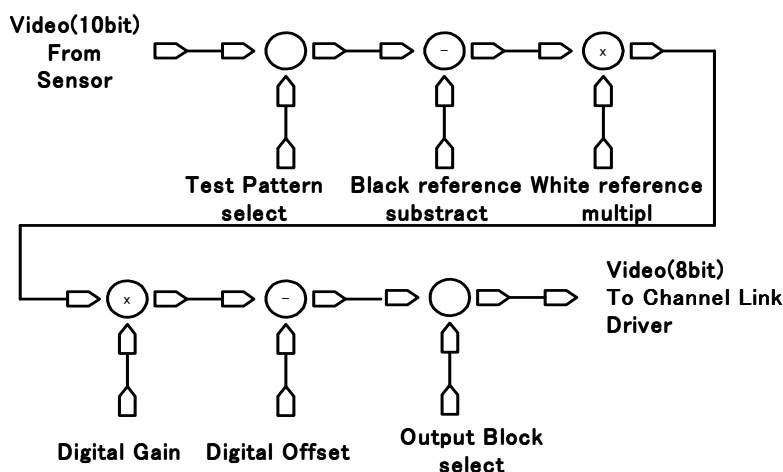 Video(10bit)
From
Sensor
-
x
Test Pattern
select
Black reference
substract
White reference
multipl
x
-
Video(8bit)
To Channel Link
Driver
Digital Gain
Digital Offset
Output Block
select